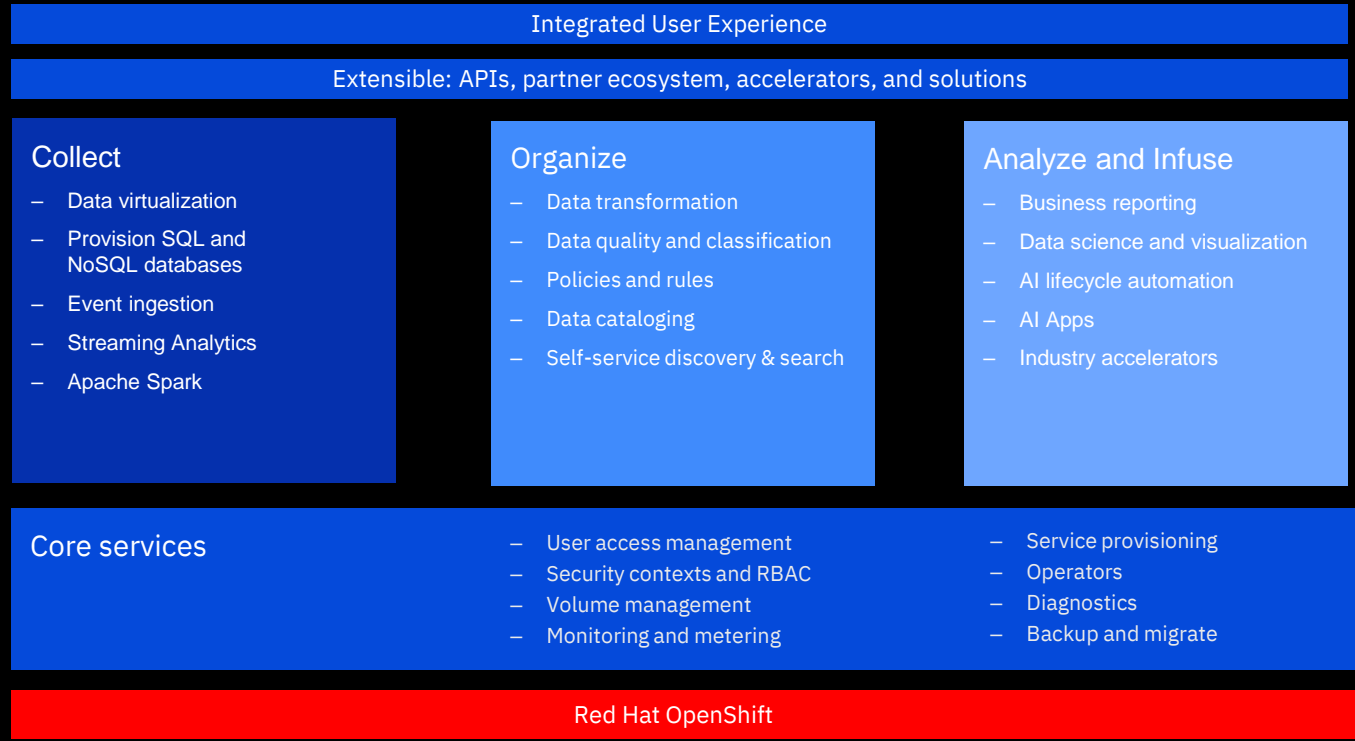 Integrated User Experience
Extensible: APIs, partner ecosystem, accelerators, and solutions
Collect
– Data virtualization
– Provision SQL and
NoSQL databases
– Event ingestion
– Streaming Analytics
– Apache Spark
Organize
– Data transformation
– Data quality and classification
– Policies and rules
– Data cataloging
– Self-service discovery & search
Analyze and Infuse
– Business reporting
– Data science and visualization
– AI lifecycle automation
– AI Apps
– Industry accelerators
Core services
– User access management
– Security contexts and RBAC
– Volume management
– Monitoring and metering
– Service provisioning
– Operators
– Diagnostics
– Backup and migrate
Red Hat OpenShift